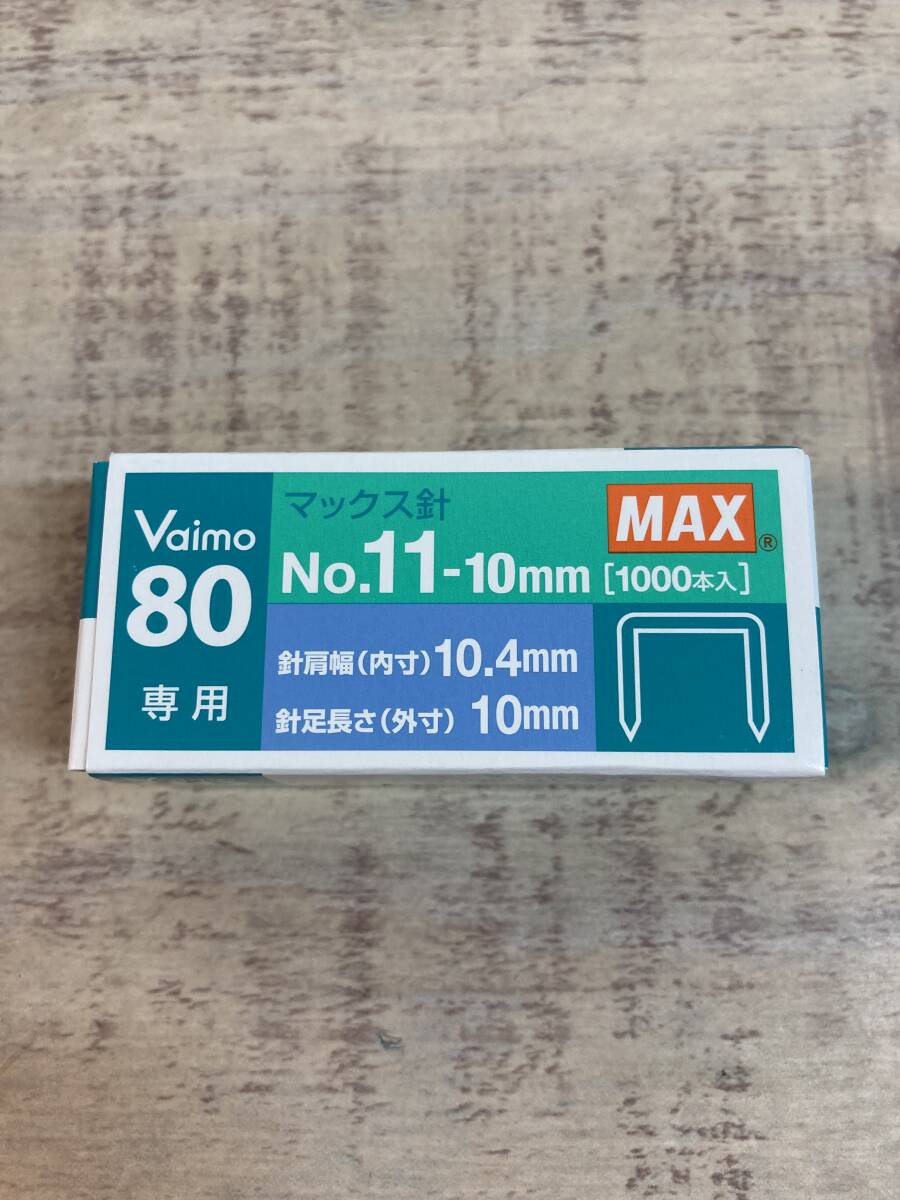 Vaimo
80
専用
マックス針
No.11-10mm [1000本入]
MAX®
針肩幅(内寸)10.4mm
針足長さ(外寸) 10mm